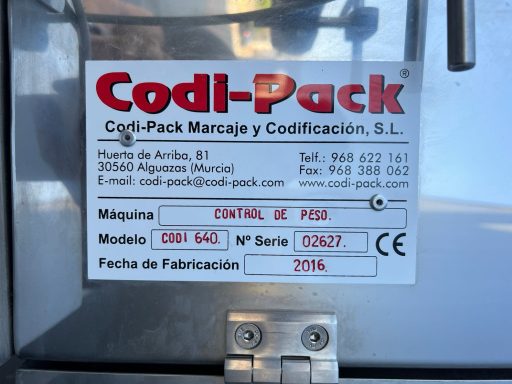 Codi-Pack®
Codi-Pack Marcaje y Codificación, S.L.
Huerta de Arriba, 81 Telf.: 968 622 161
30560 Alguazas (Murcia) Fax: 968 388 062
E-mail: codi-pack@codi-pack.com www.codi-pack.com
Máquina CONTROL DE PESO.
Modelo CODI 640. Nº Serie 02627. CE
Fecha de Fabricación 2016.